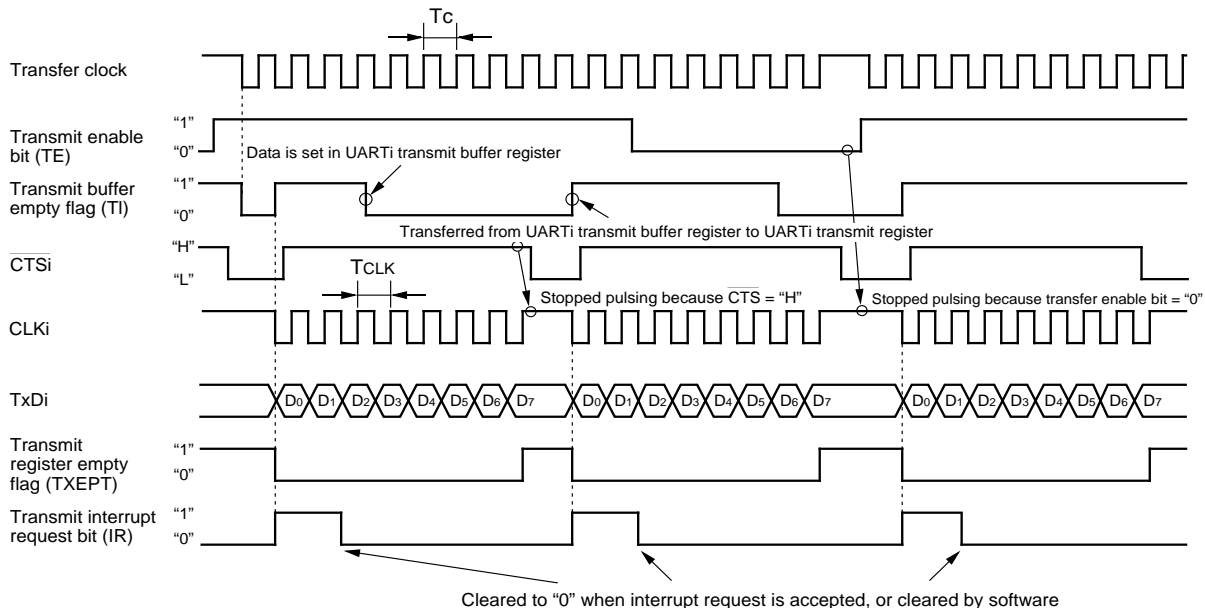 Tc
Transfer clock
Transmit enable
bit (TE)
“1”
“0”
Data is set in UARTi transmit buffer register
Transmit buffer
empty flag (TI)
“1”
“0”
Transferred from UARTi transmit buffer register to UARTi transmit register
CTSi
“H”
“L”
TCLK
Stopped pulsing because CTS = “H”
Stopped pulsing because transfer enable bit = “0”
CLKi
TxDi
D0 D1 D2 D3 D4 D5 D6 D7 D0 D1 D2 D3 D4 D5 D6 D7 D0 D1 D2 D3 D4 D5 D6 D7
Transmit
register empty
flag (TXEPT)
“1”
“0”
Transmit interrupt
request bit (IR)
“1”
“0”
Cleared to “0” when interrupt request is accepted, or cleared by software